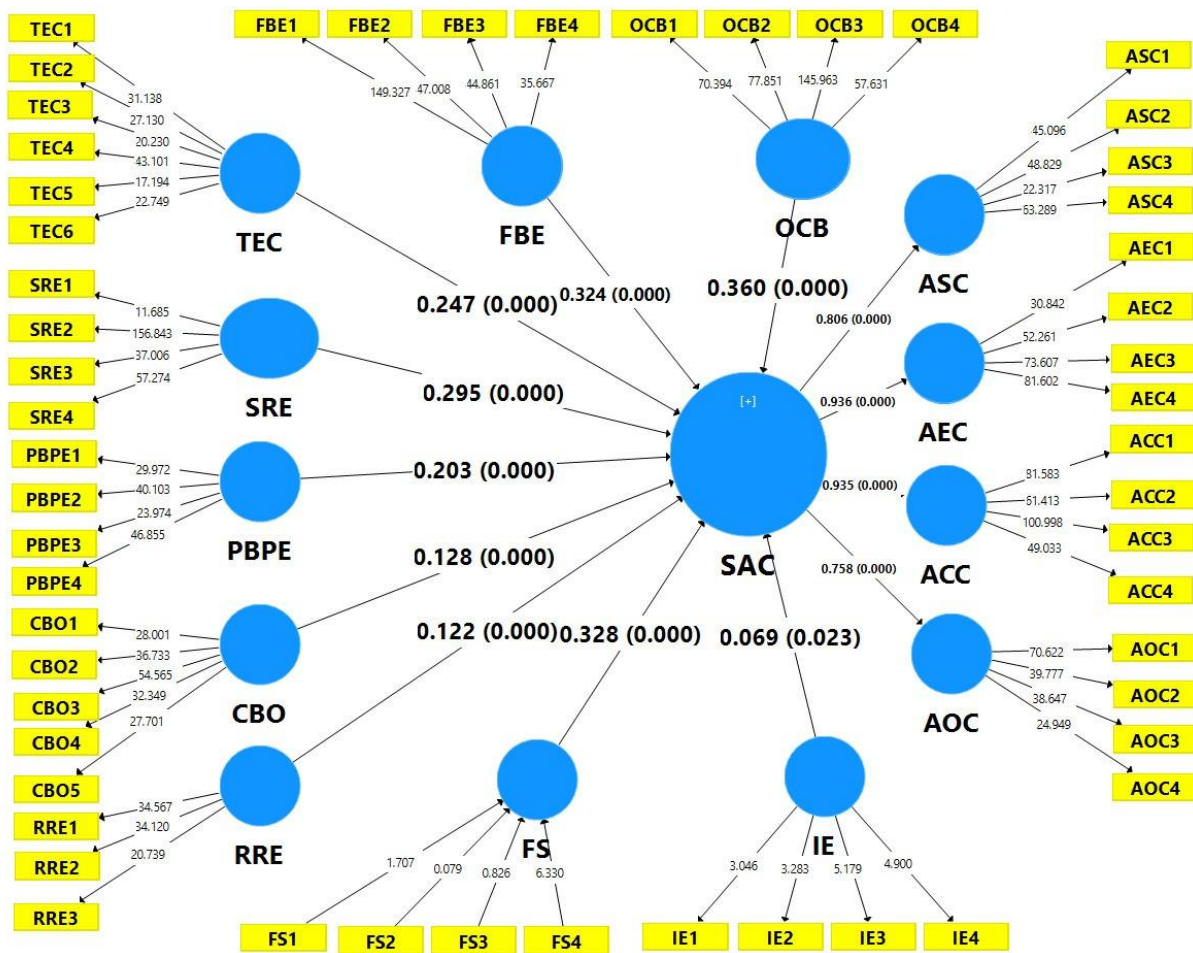 TEC1
TEC2
TEC3
TEC4
TEC5
TEC6
31.138
27.130
20.230
43.101
17.194
22.749
TEC
FBE1
FBE2
FBE3
FBE4
149.327
47.008
44.861
35.667
FBE
OCB1
OCB2
OCB3
OCB4
70.394
77.851
145.963
57.631
OCB
ASC1
ASC2
ASC3
ASC4
45.096
48.829
22.317
63.289
ASC
SRE1
SRE2
SRE3
SRE4
11.685
156.843
37.006
57.274
SRE
0.247 (0.000)
0.324 (0.000)
0.360 (0.000)
0.806 (0.000)
AEC1
AEC2
AEC3
AEC4
30.842
52.261
73.607
81.602
AEC
0.295 (0.000)
[+]
0.936 (0.000)
PBPE1
PBPE2
PBPE3
PBPE4
29.972
40.103
23.974
46.855
PBPE
0.203 (0.000)
SAC
0.935 (0.000)
ACC1
ACC2
ACC3
ACC4
81.583
61.413
100.998
49.033
ACC
0.128 (0.000)
0.758 (0.000)
CBO1
CBO2
CBO3
CBO4
CBO5
28.001
36.733
54.565
32.349
27.701
CBO
0.122 (0.000)
0.328 (0.000)
0.069 (0.023)
AOC1
AOC2
AOC3
AOC4
70.622
39.777
38.647
24.949
AOC
RRE1
RRE2
RRE3
34.567
34.120
20.739
RRE
FS
1.707
0.079
0.826
6.330
FS1
FS2
FS3
FS4
IE
3.046
3.283
5.179
4.900
IE1
IE2
IE3
IE4